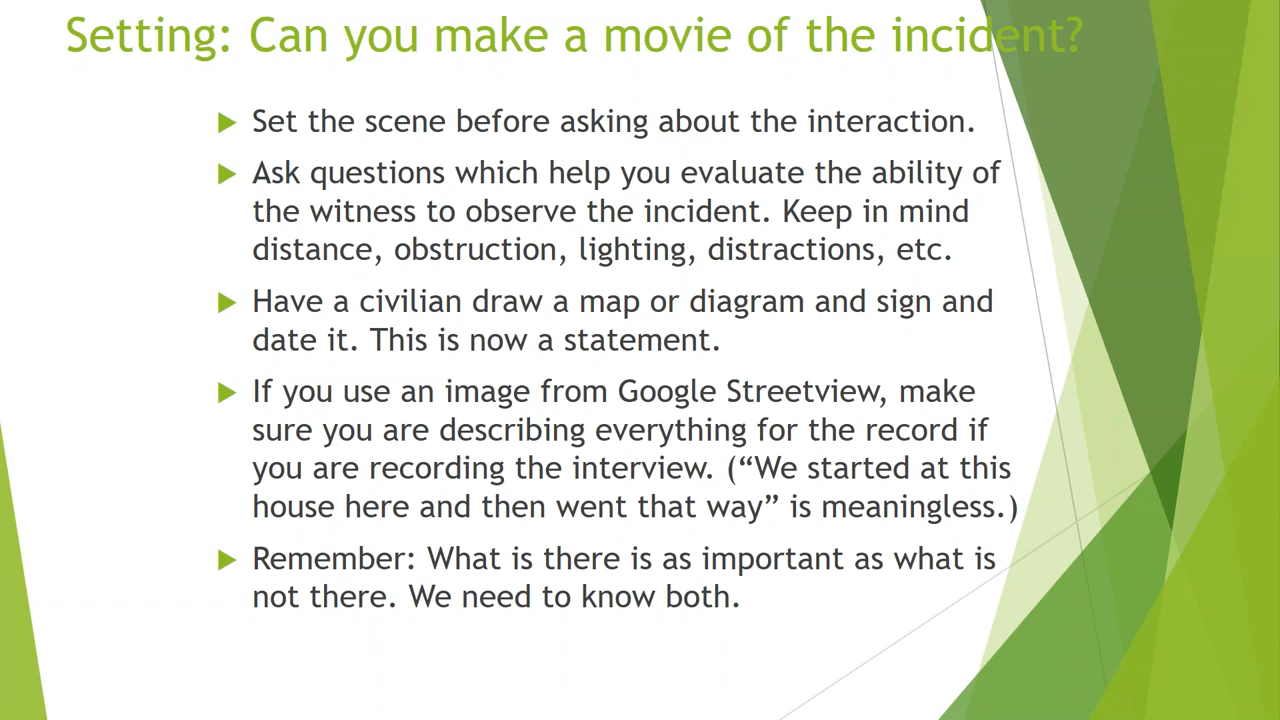 Setting: Can you make a movie of the incident?
Set the scene before asking about the interaction.
Ask questions which help you evaluate the ability of
the witness to observe the incident. Keep in mind
distance, obstruction, lighting, distractions, etc.
Have a civilian draw a map or diagram and sign and
date it. This is now a statement.
If you use an image from Google Streetview, make
sure you are describing everything for the record if
you are recording the interview. (“We started at this
house here and then went that way” is meaningless.)
Remember: What is there is as important as what is
not there. We need to know both.